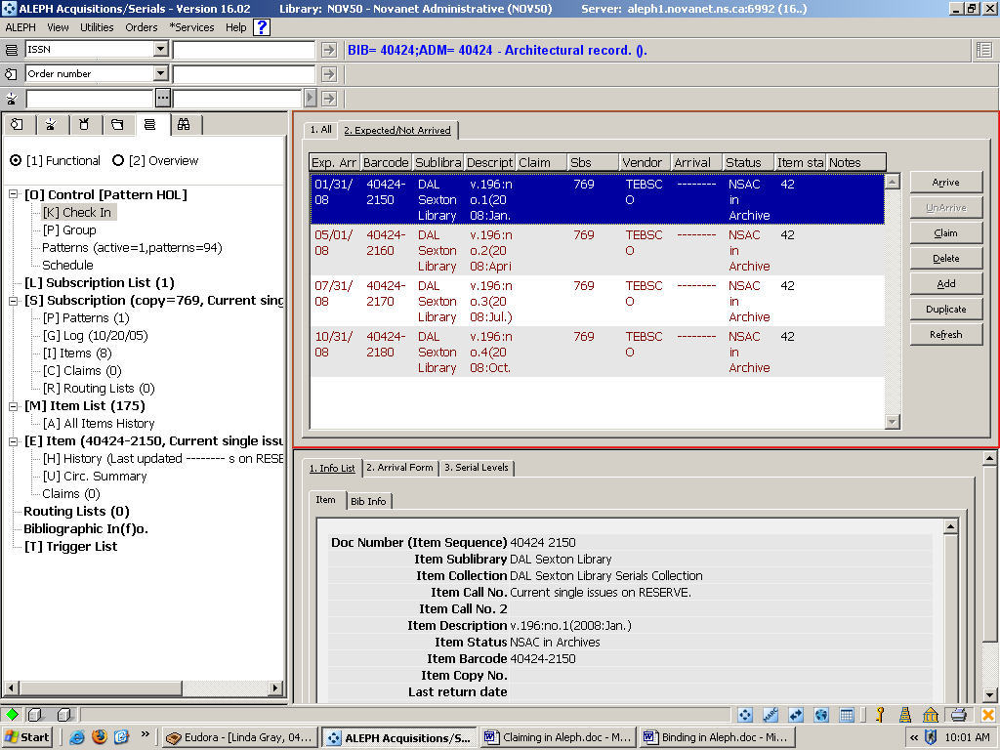 ALEPH Acquisitions/Serials - Version 16.02 Library: NOV50 - Novanet Administrative (NOV50) Server: aleph1.novanet.ns.ca:6992 (16..)
ALEPH View Utilities Orders *Services Help ?
ISSN BIB= 40424;ADM= 40424 - Architectural record. ().
Order number
...
[1] Functional [2] Overview
[O] Control [Pattern HOL]
[K] Check In
[P] Group
Patterns (active=1,patterns=94)
Schedule
[L] Subscription List (1)
[S] Subscription (copy=769, Current sing
[P] Patterns (1)
[G] Log (10/20/05)
[I] Items (8)
[C] Claims (0)
[R] Routing Lists (0)
[M] Item List (175)
[A] All Items History
[E] Item (40424-2150, Current single issu
[H] History (Last updated -------- s on RESE
[U] Circ. Summary
Claims (0)
Routing Lists (0)
Bibliographic In(f)o.
[T] Trigger List
1. All 2. Expected/Not Arrived
Exp. Arr Barcode Sublibra Descript Claim Sbs Vendor Arrival Status Item sta Notes
01/31/ 40424- DAL v.196:n 769 TEBSC -------- NSAC 42
08 2150 Sexton o.1(20 O in
Library 08:Jan. Archive
05/01/ 40424- DAL v.196:n 769 TEBSC -------- NSAC 42
08 2160 Sexton o.2(20 O in
Library 08:Apri Archive
07/31/ 40424- DAL v.196:n 769 TEBSC -------- NSAC 42
08 2170 Sexton o.3(20 O in
Library 08:Jul.) Archive
10/31/ 40424- DAL v.196:n 769 TEBSC -------- NSAC 42
08 2180 Sexton o.4(20 O in
Library 08:Oct. Archive
Arrive
UnArrive
Claim
Delete
Add
Duplicate
Refresh
1. Info List 2. Arrival Form 3. Serial Levels
Item Bib Info
Doc Number (Item Sequence) 40424 2150
Item Sublibrary DAL Sexton Library
Item Collection DAL Sexton Library Serials Collection
Item Call No. Current single issues on RESERVE.
Item Call No. 2
Item Description v.196:no.1(2008:Jan.)
Item Status NSAC in Archives
Item Barcode 40424-2150
Item Copy No.
Last return date
MARC
Start » Eudora - [Linda Gray, 04... ALEPH Acquisitions/S... Claiming in Aleph.doc - M... Binding in Aleph.doc - Mi... « 10:01 AM